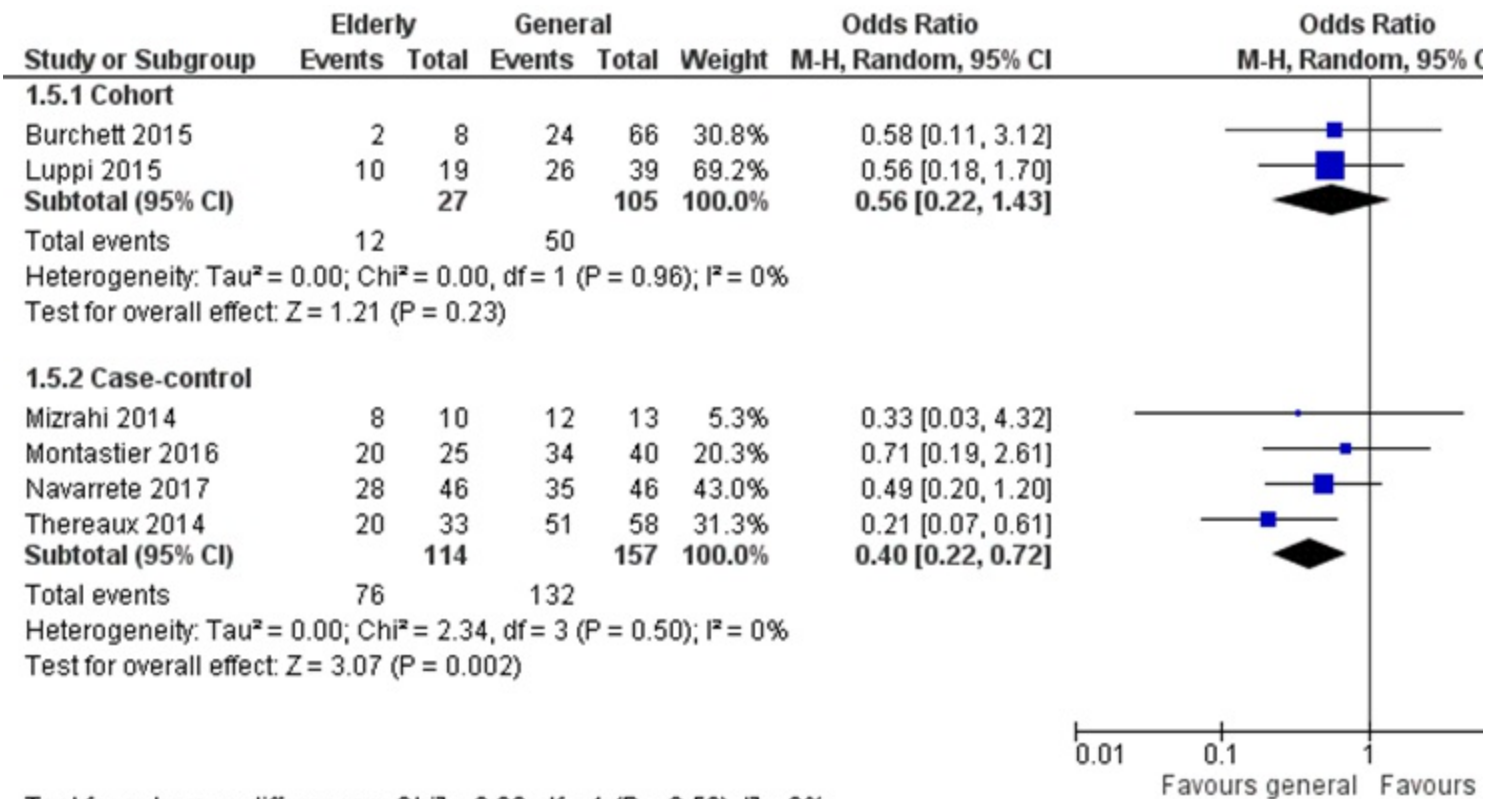 Elderly General Odds Ratio Odds Ratio
Study or Subgroup Events Total Events Total Weight M-H, Random, 95% CI M-H, Random, 95% C
1.5.1 Cohort
Burchett 2015 2 8 24 66 30.8% 0.58 [0.11, 3.12]
Luppi 2015 10 19 26 39 69.2% 0.56 [0.18, 1.70]
Subtotal (95% CI) 27 105 100.0% 0.56 [0.22, 1.43]
Total events 12 50
Heterogeneity: Tau² = 0.00; Chi² = 0.00, df = 1 (P = 0.96); I² = 0%
Test for overall effect: Z = 1.21 (P = 0.23)
1.5.2 Case-control
Mizrahi 2014 8 10 12 13 5.3% 0.33 [0.03, 4.32]
Montastier 2016 20 25 34 40 20.3% 0.71 [0.19, 2.61]
Navarrete 2017 28 46 35 46 43.0% 0.49 [0.20, 1.20]
Thereaux 2014 20 33 51 58 31.3% 0.21 [0.07, 0.61]
Subtotal (95% CI) 114 157 100.0% 0.40 [0.22, 0.72]
Total events 76 132
Heterogeneity: Tau² = 0.00; Chi² = 2.34, df = 3 (P = 0.50); I² = 0%
Test for overall effect: Z = 3.07 (P = 0.002)
0.01 0.1 1
Favours general Favours